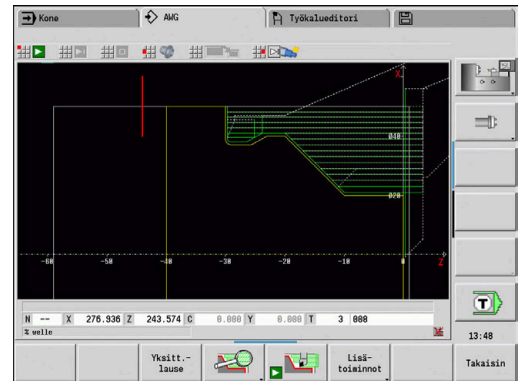 Kone
AWG
Työkalueditori
X
Ø40
Ø20
-60 -50 -40 -30 -20 -10 0 Z
N -- X 276.936 Z 243.574 C 0.000 Y 0.000 T 3 008
% welle
T
13:48
Yksitt.-
lause
Lisä-
toiminnot
Takaisin